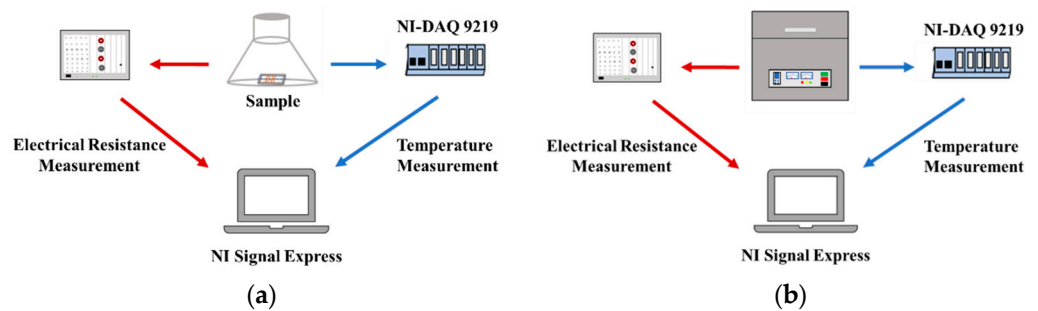 NI-DAQ 9219
Sample
Electrical Resistance
Measurement
Temperature
Measurement
NI Signal Express
(a)
NI-DAQ 9219
Electrical Resistance
Measurement
Temperature
Measurement
NI Signal Express
(b)